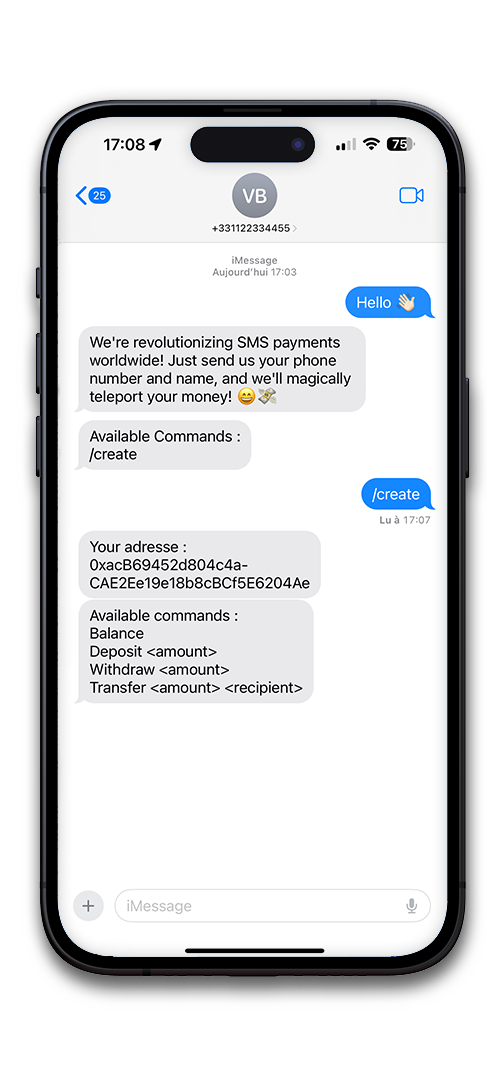 17:08
75
25
VB
+331122334455
iMessage
Aujourd'hui 17:03
Hello 👋🏻
We're revolutionizing SMS payments
worldwide! Just send us your phone
number and name, and we'll magically
teleport your money! 😄💸
Available Commands :
/create
/create
Lu à 17:07
Your adresse :
0xacB69452d804c4a-
CAE2Ee19e18b8cBCf5E6204Ae
Available commands :
Balance
Deposit <amount>
Withdraw <amount>
Transfer <amount> <recipient>
iMessage